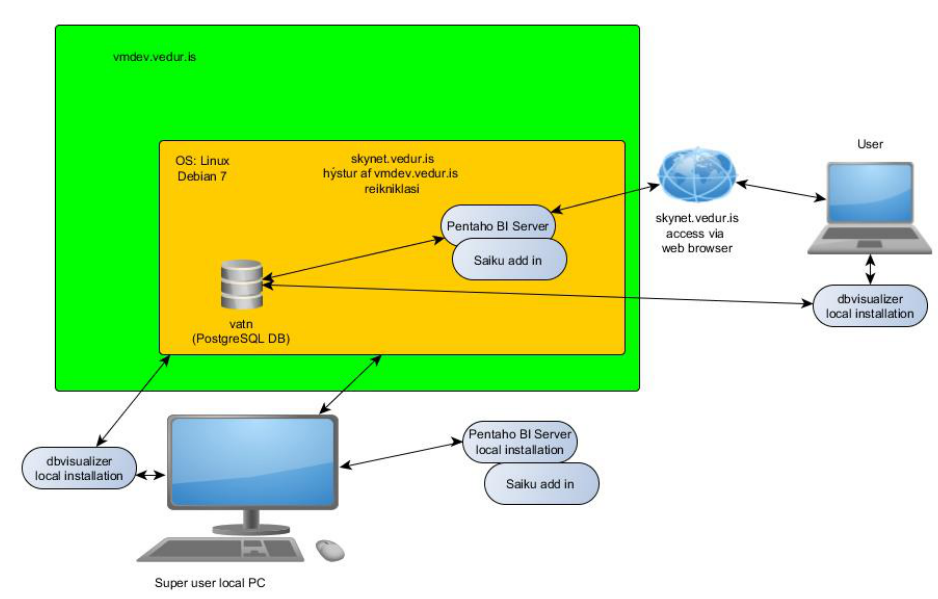 vmdev.vedur.is
OS: Linux
Debian 7
skynet.vedur.is
hýstur af vmdev.vedur.is
reikniklasi
Pentaho BI Server
Saiku add in
vatn
(PostgreSQL DB)
skynet.vedur.is
access via
web browser
User
dbvisualizer
local installation
dbvisualizer
local installation
Pentaho BI Server
local installation
Saiku add in
Super user local PC